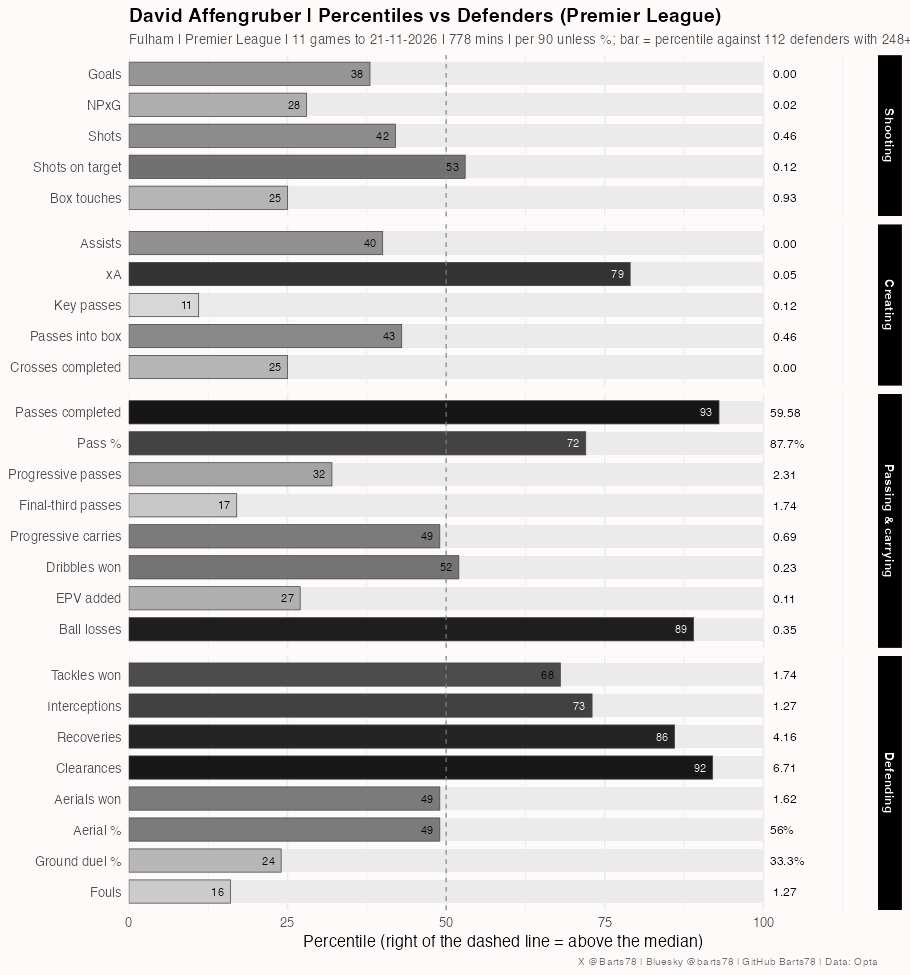 David Affengruber | Percentiles vs Defenders (Premier League)
Fulham | Premier League | 11 games to 21-11-2026 | 778 mins | per 90 unless %; bar = percentile against 112 defenders with 248+
Shooting
Goals 38 0.00
NPxG 28 0.02
Shots 42 0.46
Shots on target 53 0.12
Box touches 25 0.93
Creating
Assists 40 0.00
xA 79 0.05
Key passes 11 0.12
Passes into box 43 0.46
Crosses completed 25 0.00
Passing & carrying
Passes completed 93 59.58
Pass % 72 87.7%
Progressive passes 32 2.31
Final-third passes 17 1.74
Progressive carries 49 0.69
Dribbles won 52 0.23
EPV added 27 0.11
Ball losses 89 0.35
Defending
Tackles won 68 1.74
Interceptions 73 1.27
Recoveries 86 4.16
Clearances 92 6.71
Aerials won 49 1.62
Aerial % 49 56%
Ground duel % 24 33.3%
Fouls 16 1.27
0 25 50 75 100
Percentile (right of the dashed line = above the median)
X @Barts78 | Bluesky @barts78 | GitHub Barts78 | Data: Opta